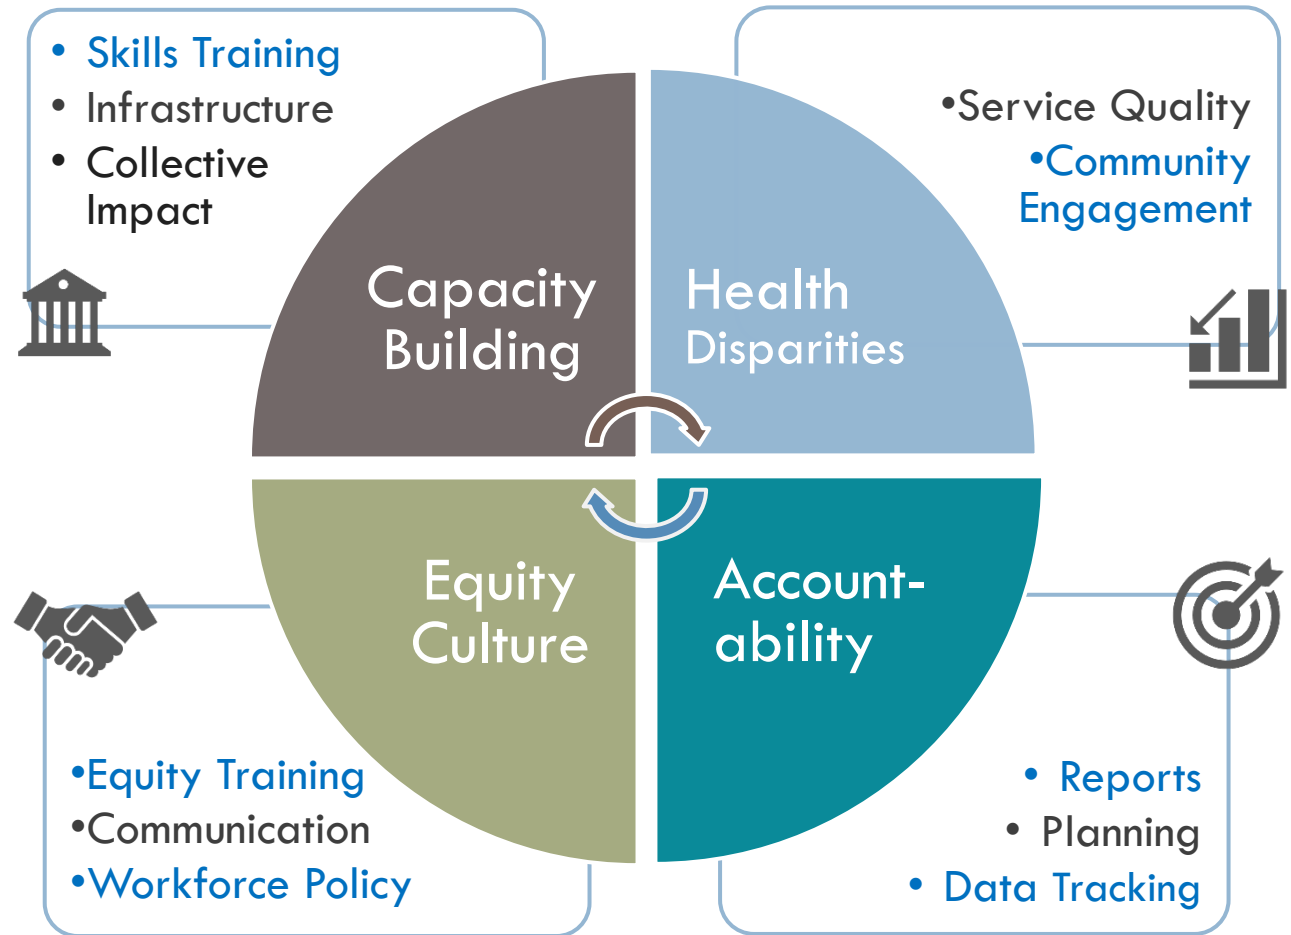 • Skills Training
• Infrastructure
• Collective
Impact
•Service Quality
•Community
Engagement
Capacity
Building
Health
Disparities
Equity
Culture
Account-
ability
•Equity Training
•Communication
•Workforce Policy
• Reports
• Planning
• Data Tracking